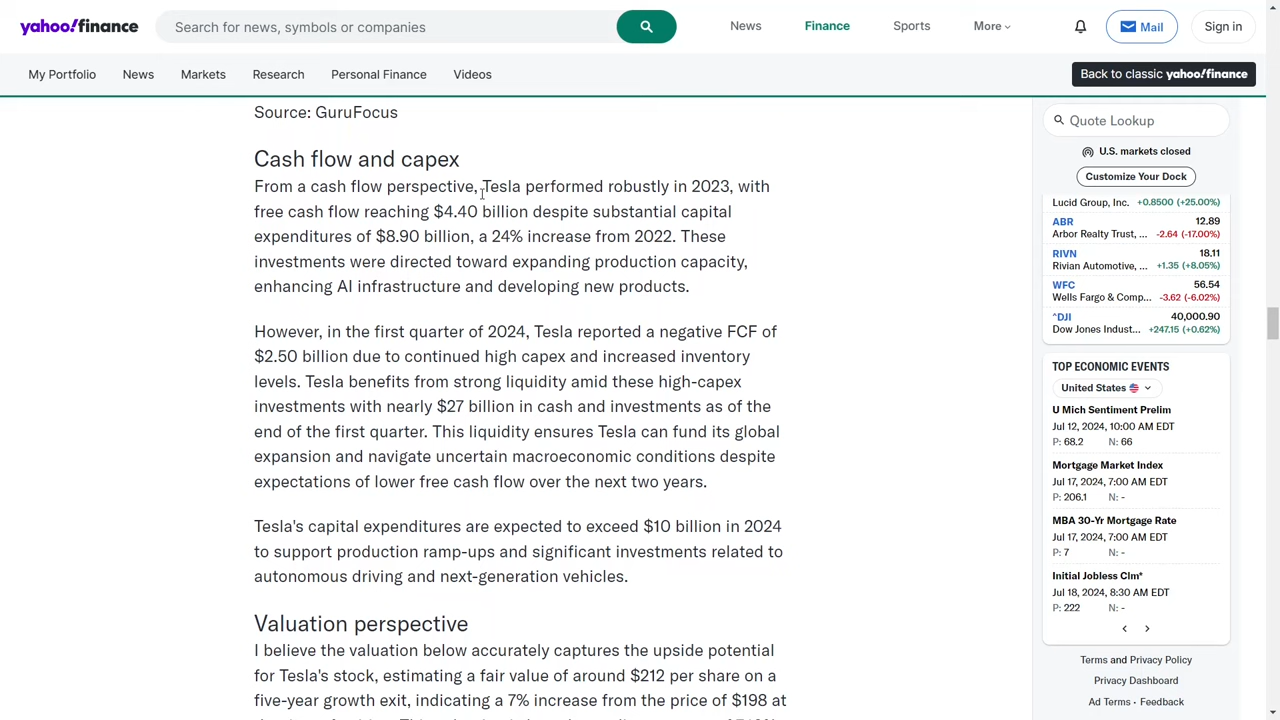 yahoo!finance
Search for news, symbols or companies
News
Finance
Sports
More
Mail
Sign in
My Portfolio
News
Markets
Research
Personal Finance
Videos
Back to classic yahoo!finance
Source: GuruFocus
Cash flow and capex
From a cash flow perspective, Tesla performed robustly in 2023, with
free cash flow reaching $4.40 billion despite substantial capital
expenditures of $8.90 billion, a 24% increase from 2022. These
investments were directed toward expanding production capacity,
enhancing AI infrastructure and developing new products.
However, in the first quarter of 2024, Tesla reported a negative FCF of
$2.50 billion due to continued high capex and increased inventory
levels. Tesla benefits from strong liquidity amid these high-capex
investments with nearly $27 billion in cash and investments as of the
end of the first quarter. This liquidity ensures Tesla can fund its global
expansion and navigate uncertain macroeconomic conditions despite
expectations of lower free cash flow over the next two years.
Tesla's capital expenditures are expected to exceed $10 billion in 2024
to support production ramp-ups and significant investments related to
autonomous driving and next-generation vehicles.
Valuation perspective
I believe the valuation below accurately captures the upside potential
for Tesla's stock, estimating a fair value of around $212 per share on a
five-year growth exit, indicating a 7% increase from the price of $198 at
Quote Lookup
U.S. markets closed
Customize Your Dock
Lucid Group, Inc. +0.8500 (+25.00%)
ABR 12.89
Arbor Realty Trust, ... -2.64 (-17.00%)
RIVN 18.11
Rivian Automotive, ... +1.35 (+8.05%)
WFC 56.54
Wells Fargo & Comp... -3.62 (-6.02%)
^DJI 40,000.90
Dow Jones Indust... +247.15 (+0.62%)
TOP ECONOMIC EVENTS
United States
U Mich Sentiment Prelim
Jul 12, 2024, 10:00 AM EDT
P: 68.2 N: 66
Mortgage Market Index
Jul 17, 2024, 7:00 AM EDT
P: 206.1 N: -
MBA 30-Yr Mortgage Rate
Jul 17, 2024, 7:00 AM EDT
P: 7 N: -
Initial Jobless Clm*
Jul 18, 2024, 8:30 AM EDT
P: 222 N: -
Terms and Privacy Policy
Privacy Dashboard
Ad Terms • Feedback